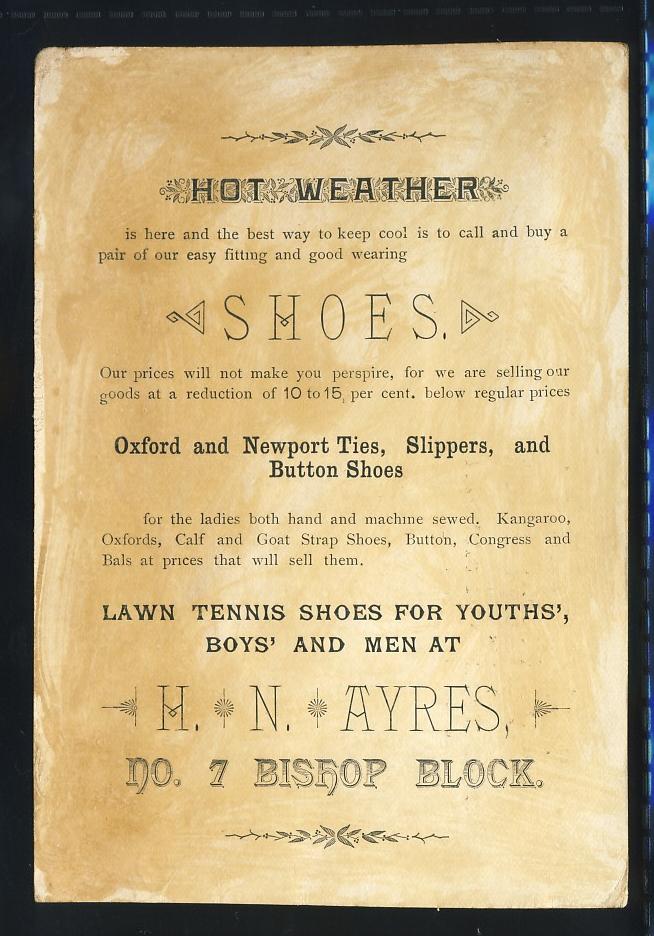 HOT WEATHER
is here and the best way to keep cool is to call and buy a
pair of our easy fitting and good wearing
SHOES.
Our prices will not make you perspire, for we are selling our
goods at a reduction of 10 to 15, per cent. below regular prices
Oxford and Newport Ties, Slippers, and
Button Shoes
for the ladies both hand and machine sewed. Kangaroo,
Oxfords, Calf and Goat Strap Shoes, Button, Congress and
Bals at prices that will sell them.
LAWN TENNIS SHOES FOR YOUTHS',
BOYS' AND MEN AT
H. N. AYRES,
NO. 7 BISHOP BLOCK.